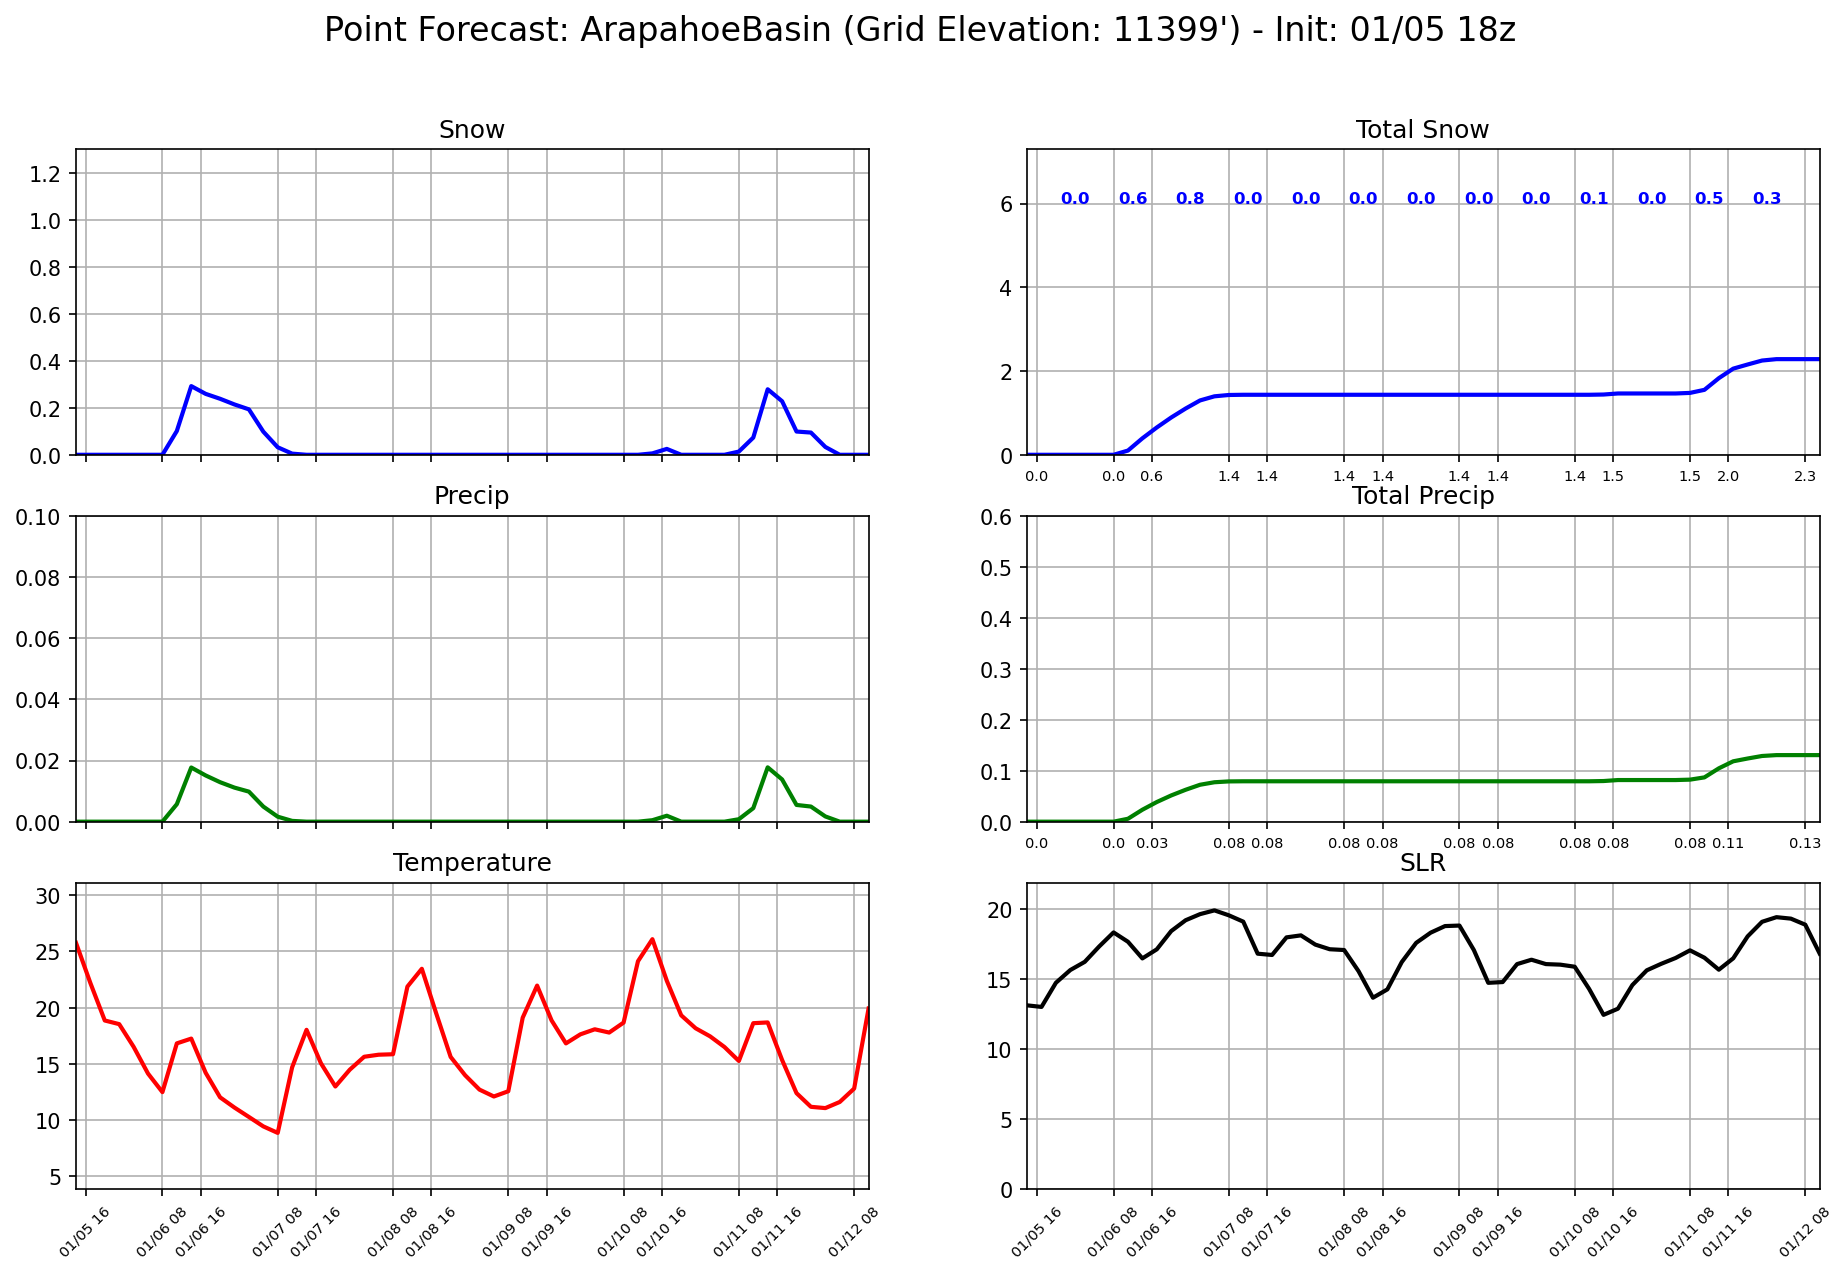 Point Forecast: ArapahoeBasin (Grid Elevation: 11399') - Init: 01/05 18z
Snow
1.2
1.0
0.8
0.6
0.4
0.2
0.0
Total Snow
6
4
2
0
0.0 0.6 0.8 0.0 0.0 0.0 0.0 0.0 0.0 0.1 0.0 0.5 0.3
0.0 0.0 0.6 1.4 1.4 1.4 1.4 1.4 1.4 1.4 1.5 1.5 2.0 2.3
Precip
0.10
0.08
0.06
0.04
0.02
0.00
Total Precip
0.6
0.5
0.4
0.3
0.2
0.1
0.0
0.0 0.0 0.03 0.08 0.08 0.08 0.08 0.08 0.08 0.08 0.08 0.08 0.11 0.13
Temperature
30
25
20
15
10
5
01/05 16 01/06 08 01/06 16 01/07 08 01/07 16 01/08 08 01/08 16 01/09 08 01/09 16 01/10 08 01/10 16 01/11 08 01/11 16 01/12 08
SLR
20
15
10
5
0
01/05 16 01/06 08 01/06 16 01/07 08 01/07 16 01/08 08 01/08 16 01/09 08 01/09 16 01/10 08 01/10 16 01/11 08 01/11 16 01/12 08